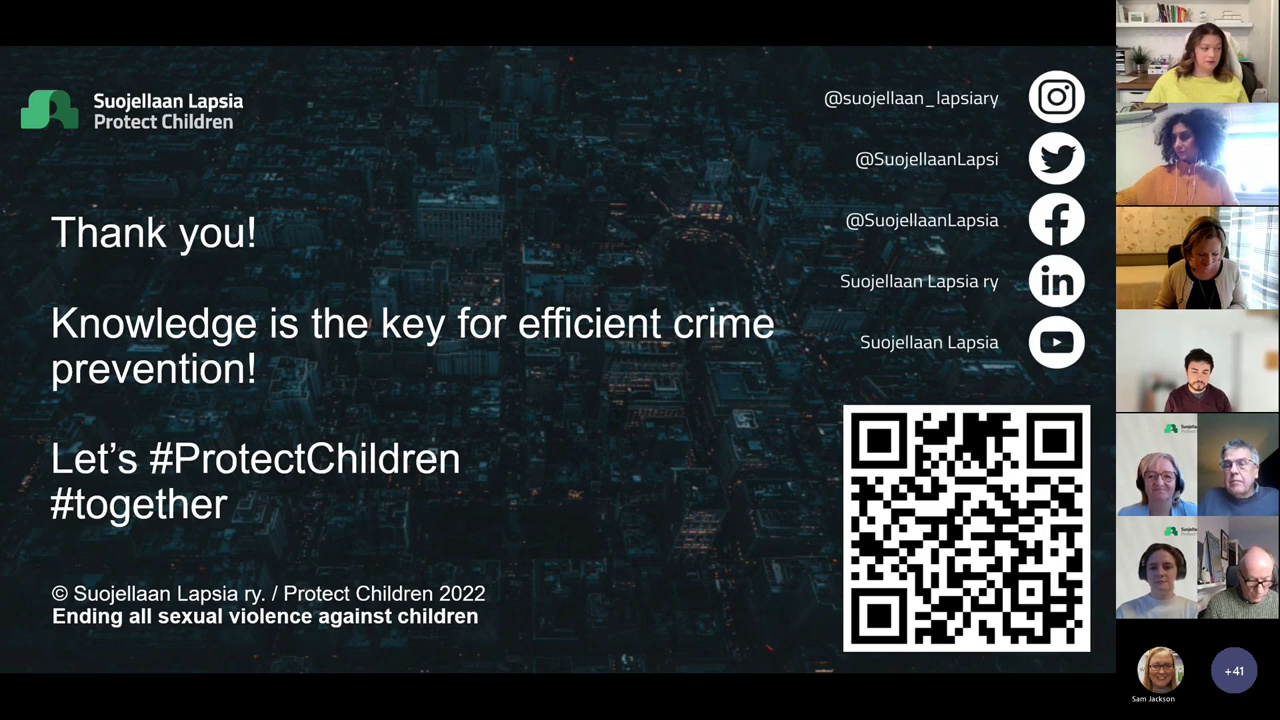 Suojellaan Lapsia
Protect Children
@suojellaan_lapsiary
@SuojellaanLapsi
@SuojellaanLapsia
Suojellaan Lapsia ry
Suojellaan Lapsia
Thank you!
Knowledge is the key for efficient crime
prevention!
Let’s #ProtectChildren
#together
© Suojellaan Lapsia ry. / Protect Children 2022
Ending all sexual violence against children
Sam Jackson
+41